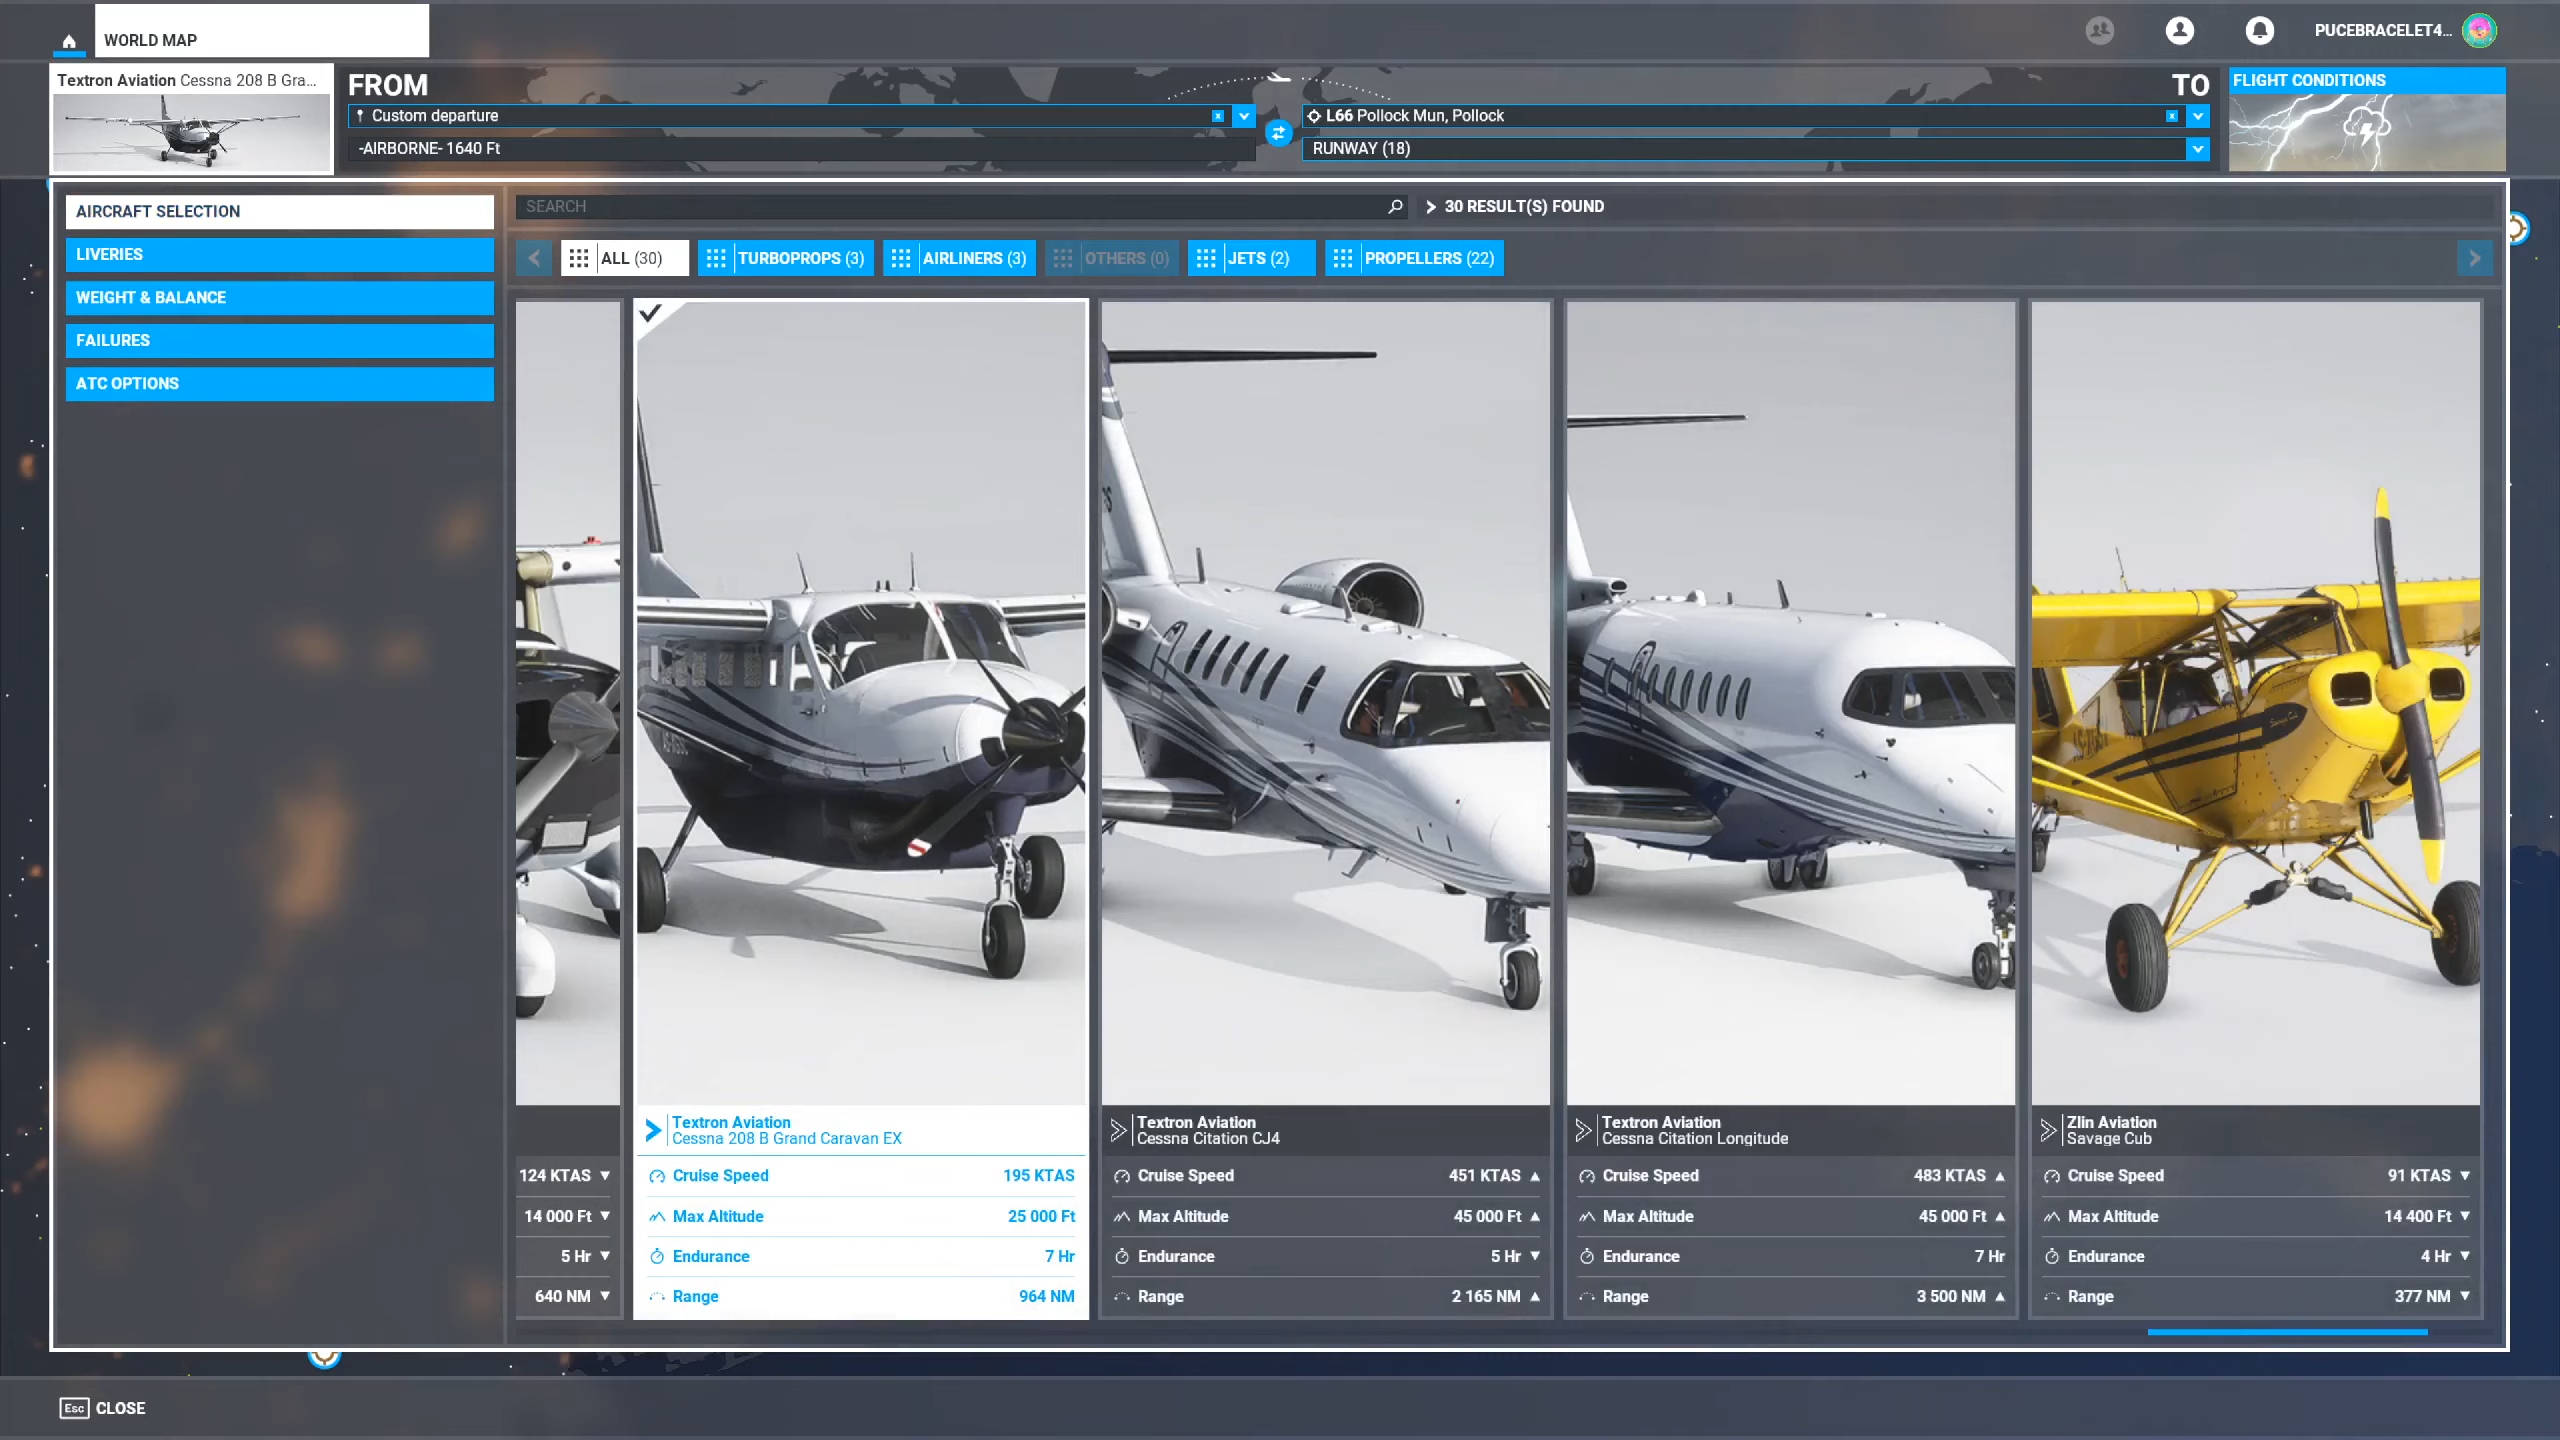 WORLD MAP
PUCEBRACELET4...
Textron Aviation Cessna 208 B Gra...
FROM
Custom departure
-AIRBORNE- 1640 Ft
TO
L66 Pollock Mun, Pollock
RUNWAY (18)
FLIGHT CONDITIONS
AIRCRAFT SELECTION
LIVERIES
WEIGHT & BALANCE
FAILURES
ATC OPTIONS
SEARCH
30 RESULT(S) FOUND
ALL (30)
TURBOPROPS (3)
AIRLINERS (3)
OTHERS (0)
JETS (2)
PROPELLERS (22)
124 KTAS
14 000 Ft
5 Hr
640 NM
Textron Aviation
Cessna 208 B Grand Caravan EX
Cruise Speed 195 KTAS
Max Altitude 25 000 Ft
Endurance 7 Hr
Range 964 NM
Textron Aviation
Cessna Citation CJ4
Cruise Speed 451 KTAS
Max Altitude 45 000 Ft
Endurance 5 Hr
Range 2 165 NM
Textron Aviation
Cessna Citation Longitude
Cruise Speed 483 KTAS
Max Altitude 45 000 Ft
Endurance 7 Hr
Range 3 500 NM
Zlin Aviation
Savage Cub
Cruise Speed 91 KTAS
Max Altitude 14 400 Ft
Endurance 4 Hr
Range 377 NM
Esc CLOSE